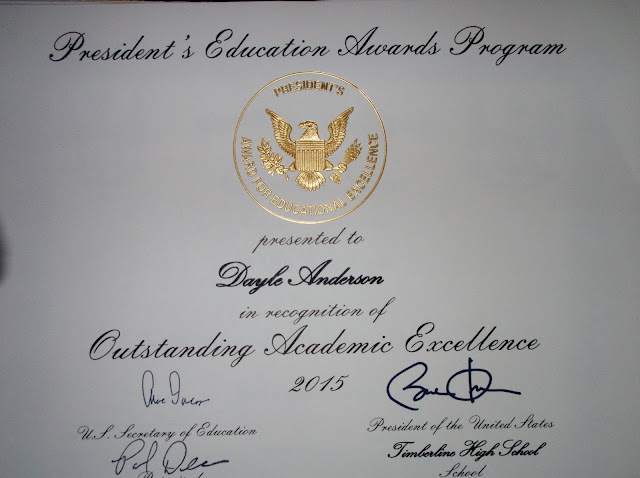 President's Education Awards Program
PRESIDENT'S
AWARD FOR EDUCATIONAL EXCELLENCE
presented to
Dayle Anderson
in recognition of
Outstanding Academic Excellence
2015
U.S. Secretary of Education
President of the United States
Timberline High School
School